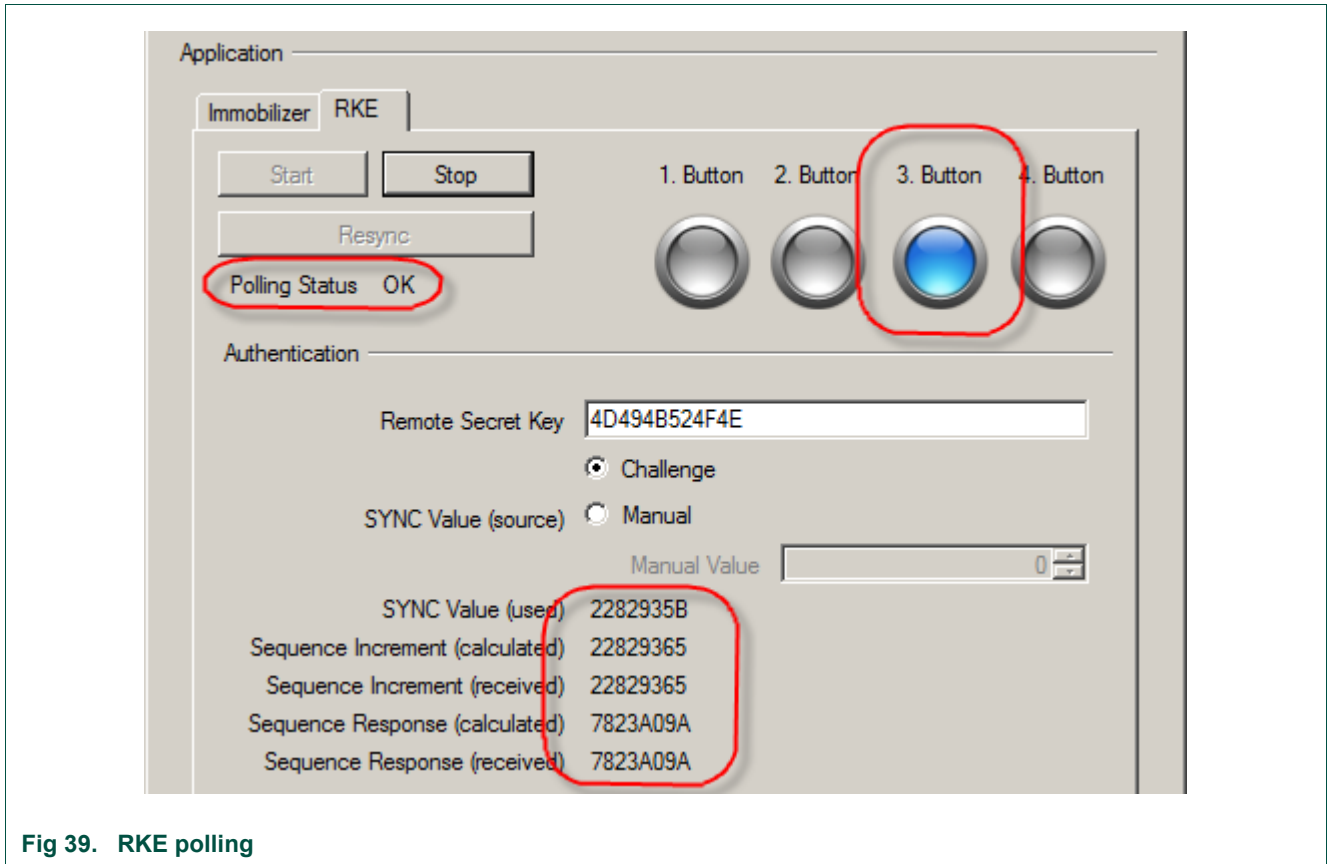 Application
Immobilizer RKE
Start Stop 1. Button 2. Button 3. Button 4. Button
Resync
Polling Status OK
Authentication
Remote Secret Key 4D494B524F4E
Challenge
SYNC Value (source) Manual
Manual Value 0
SYNC Value (used) 2282935B
Sequence Increment (calculated) 22829365
Sequence Increment (received) 22829365
Sequence Response (calculated) 7823A09A
Sequence Response (received) 7823A09A
Fig 39. RKE polling